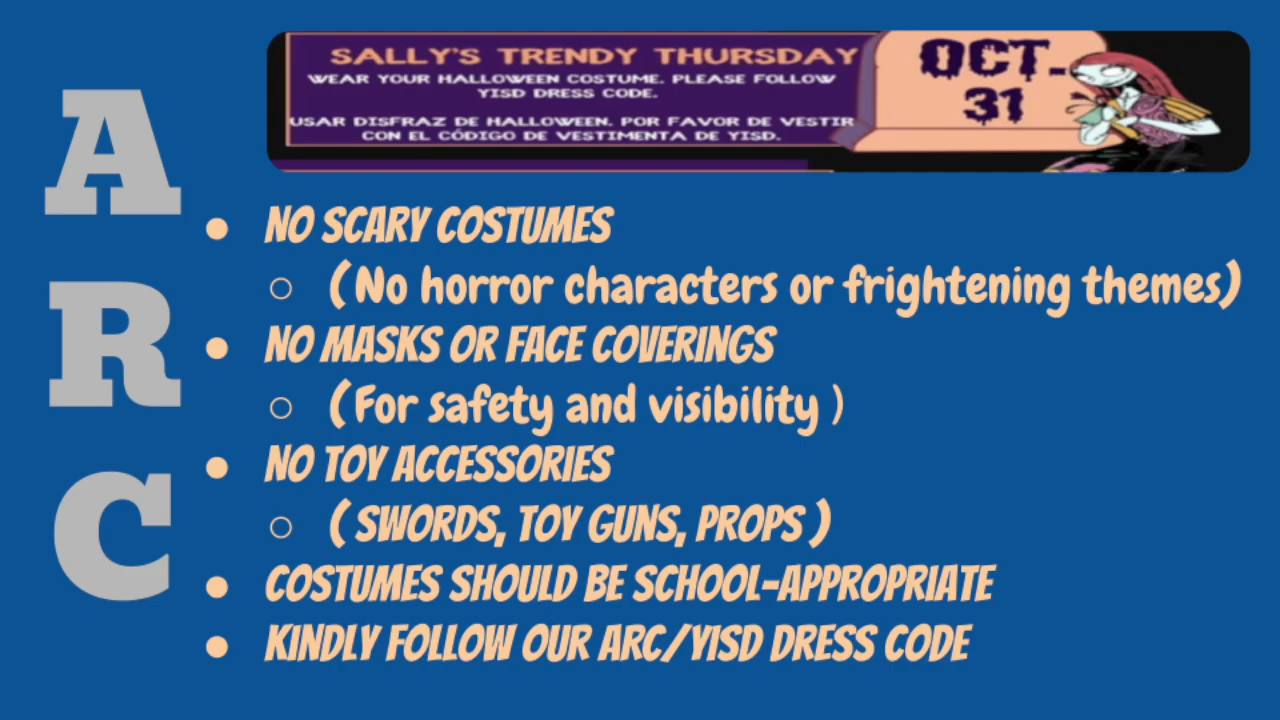 SALLY'S TRENDY THURSDAY
WEAR YOUR HALLOWEEN COSTUME. PLEASE FOLLOW
YISD DRESS CODE.
USAR DISFRAZ DE HALLOWEEN. POR FAVOR DE VESTIR
CON EL CÓDIGO DE VESTIMENTA DE YISD.
OCT.
31
A
R
C
● NO SCARY COSTUMES
○ (No horror characters or frightening themes)
● NO MASKS OR FACE COVERINGS
○ (For safety and visibility )
● NO TOY ACCESSORIES
○ ( SWORDS, TOY GUNS, PROPS )
● COSTUMES SHOULD BE SCHOOL-APPROPRIATE
● KINDLY FOLLOW OUR ARC/YISD DRESS CODE